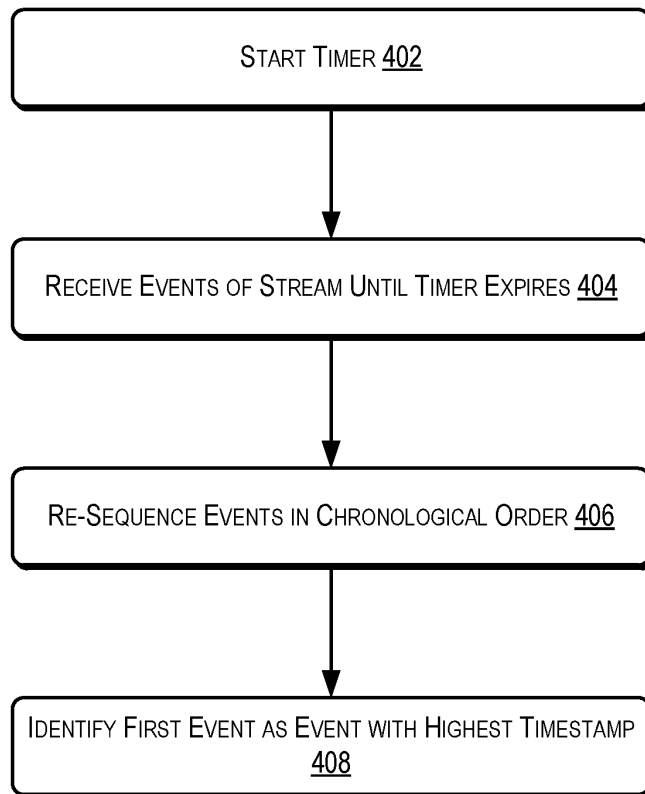 START TIMER 402
RECEIVE EVENTS OF STREAM UNTIL TIMER EXPIRES 404
RE-SEQUENCE EVENTS IN CHRONOLOGICAL ORDER 406
IDENTIFY FIRST EVENT AS EVENT WITH HIGHEST TIMESTAMP
408